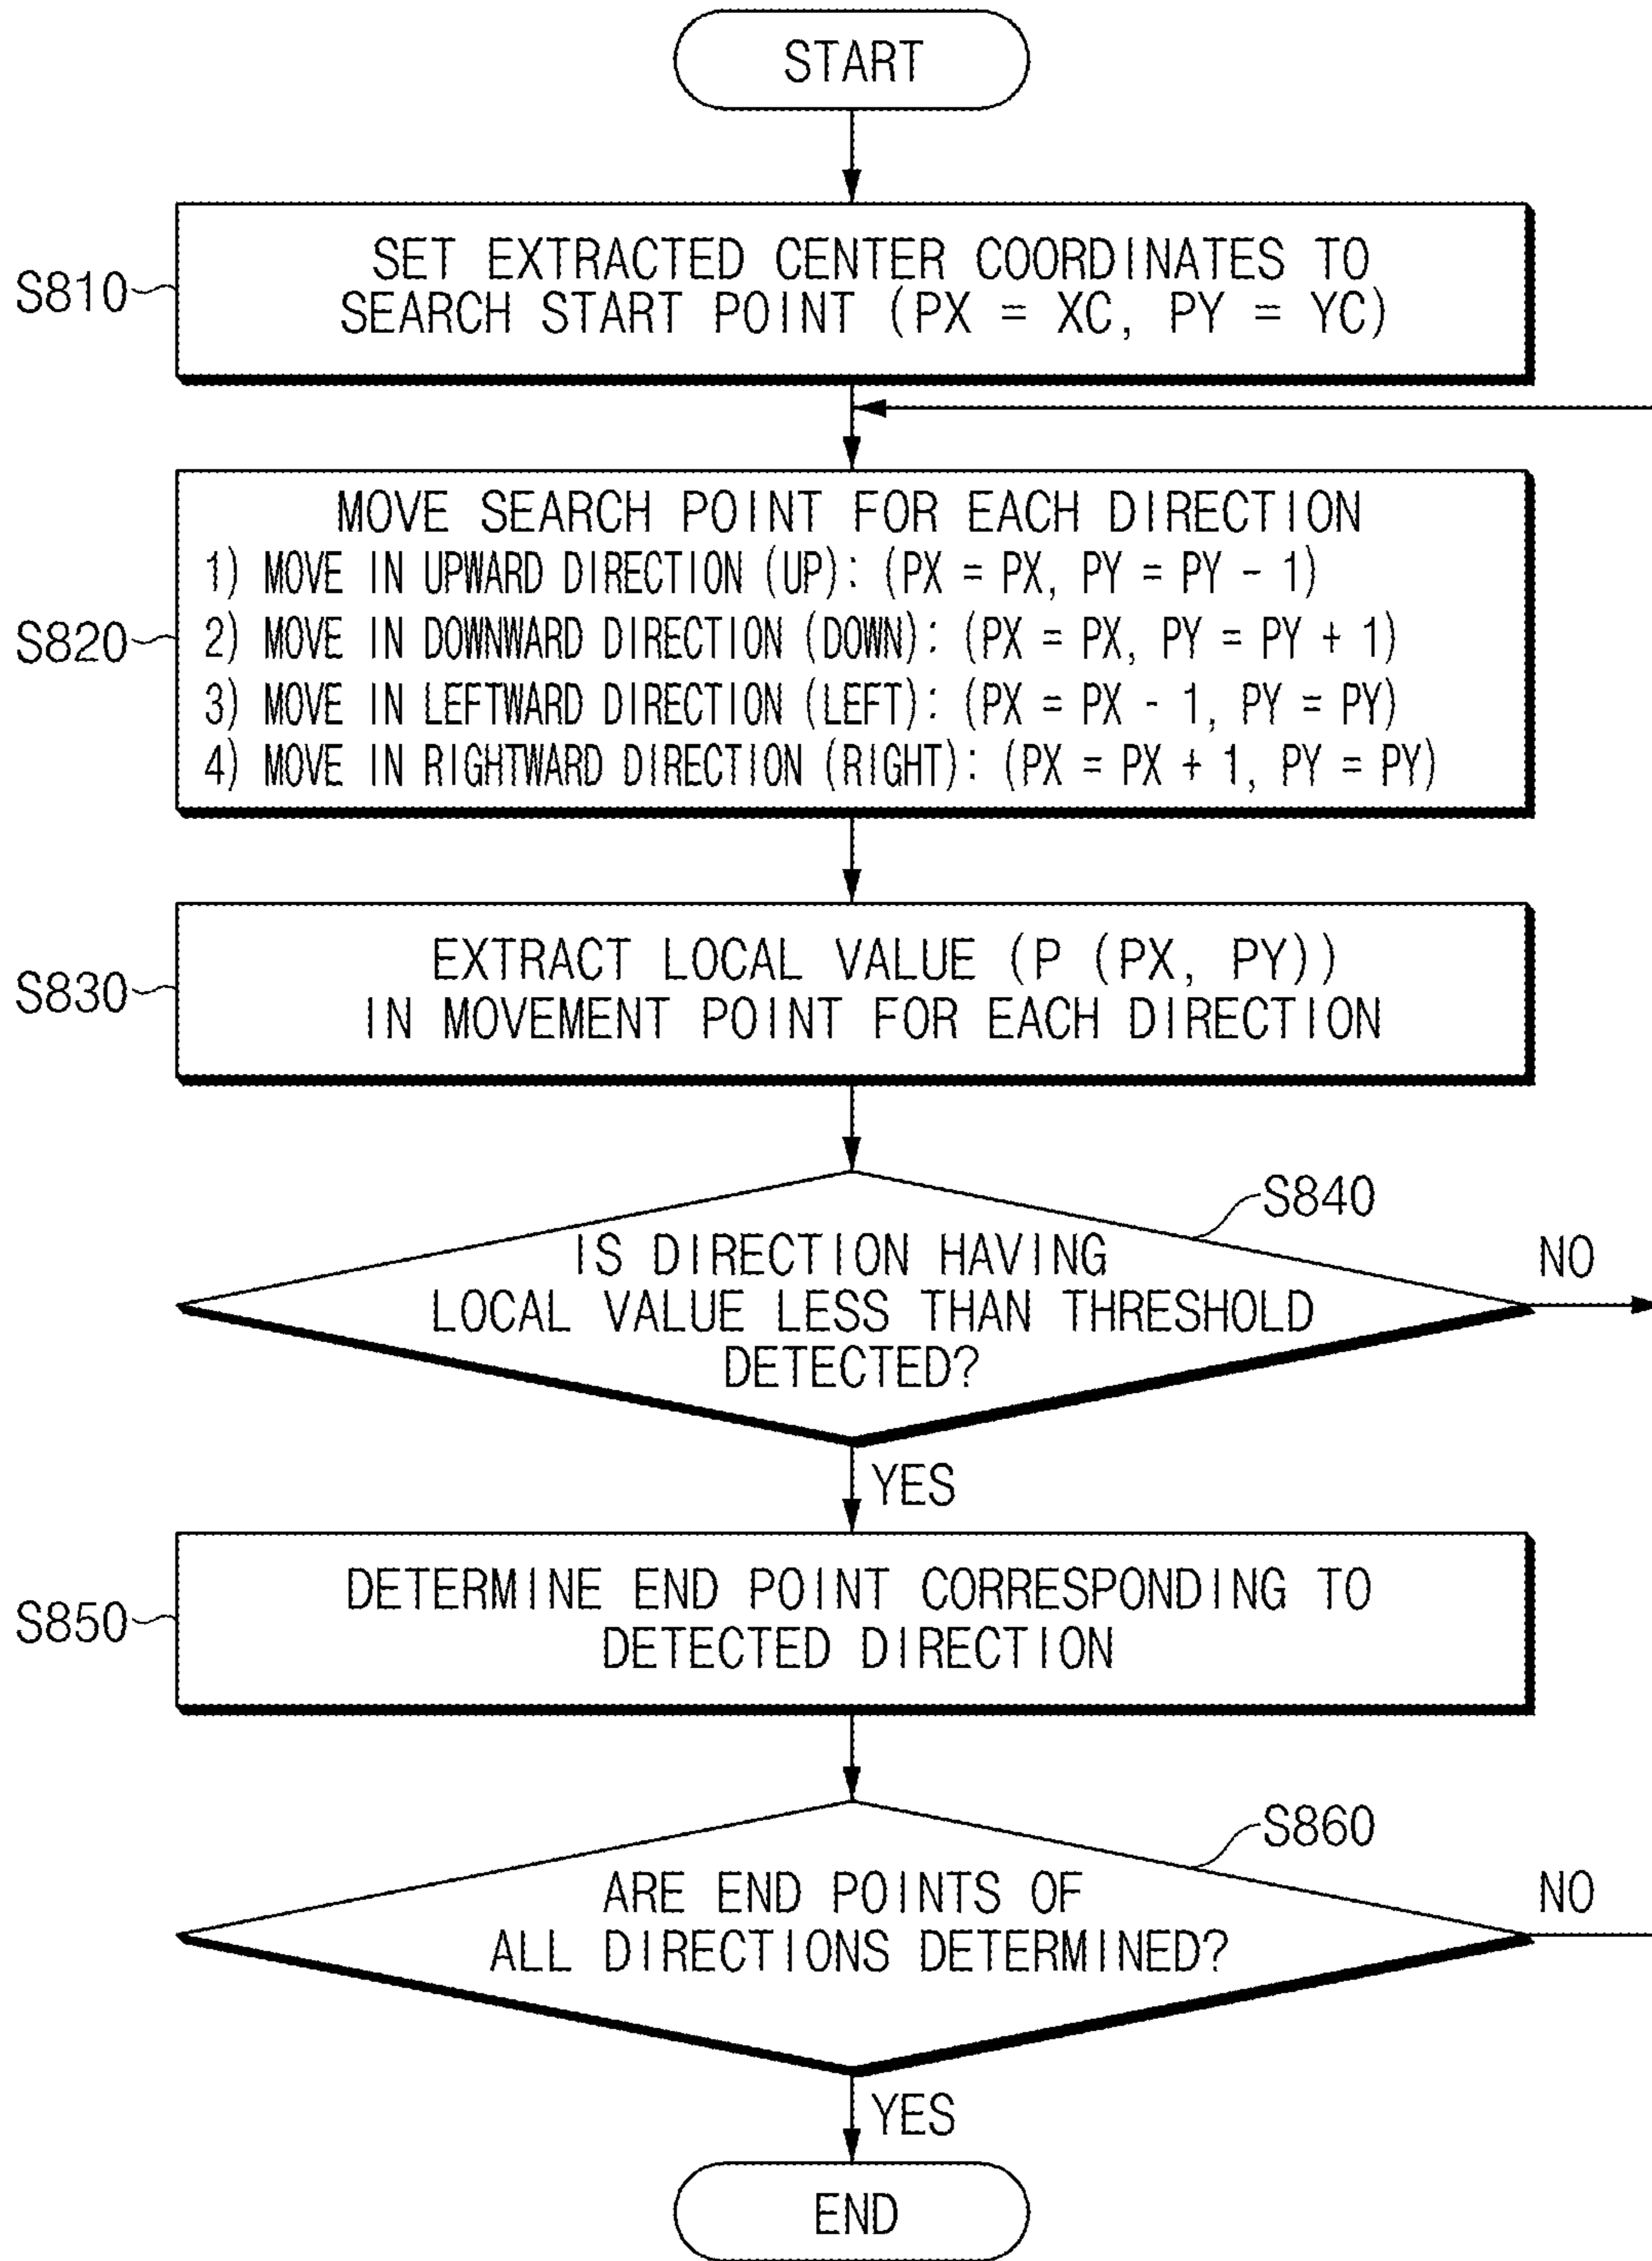 START
S810
SET EXTRACTED CENTER COORDINATES TO
SEARCH START POINT (PX = XC, PY = YC)
S820
MOVE SEARCH POINT FOR EACH DIRECTION
1) MOVE IN UPWARD DIRECTION (UP): (PX = PX, PY = PY - 1)
2) MOVE IN DOWNWARD DIRECTION (DOWN): (PX = PX, PY = PY + 1)
3) MOVE IN LEFTWARD DIRECTION (LEFT): (PX = PX - 1, PY = PY)
4) MOVE IN RIGHTWARD DIRECTION (RIGHT): (PX = PX + 1, PY = PY)
S830
EXTRACT LOCAL VALUE (P (PX, PY))
IN MOVEMENT POINT FOR EACH DIRECTION
S840
IS DIRECTION HAVING
LOCAL VALUE LESS THAN THRESHOLD
DETECTED?
NO
YES
S850
DETERMINE END POINT CORRESPONDING TO
DETECTED DIRECTION
S860
ARE END POINTS OF
ALL DIRECTIONS DETERMINED?
NO
YES
END